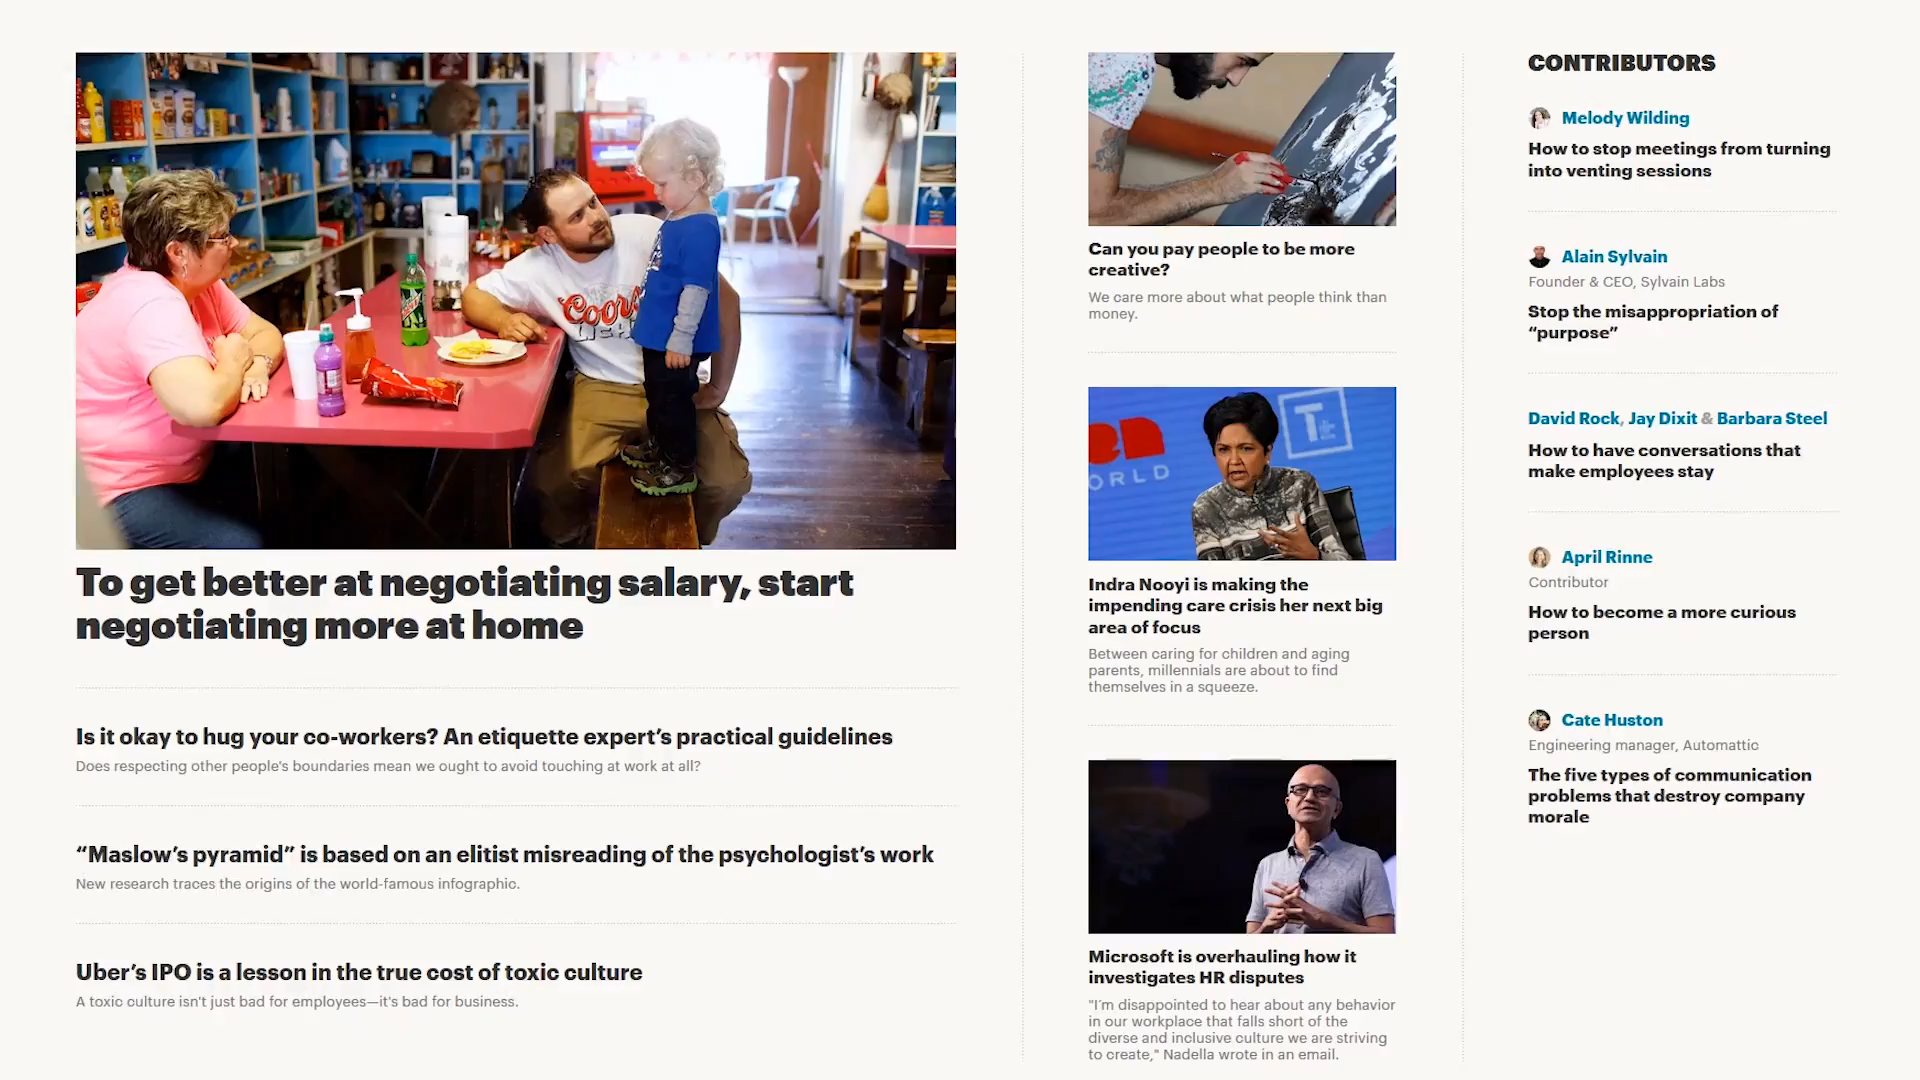 Coors
LIGHT
To get better at negotiating salary, start
negotiating more at home
Is it okay to hug your co-workers? An etiquette expert’s practical guidelines
Does respecting other people's boundaries mean we ought to avoid touching at work at all?
“Maslow’s pyramid” is based on an elitist misreading of the psychologist’s work
New research traces the origins of the world-famous infographic.
Uber’s IPO is a lesson in the true cost of toxic culture
A toxic culture isn't just bad for employees—it's bad for business.
Can you pay people to be more
creative?
We care more about what people think than
money.
ORLD
Indra Nooyi is making the
impending care crisis her next big
area of focus
Between caring for children and aging
parents, millennials are about to find
themselves in a squeeze.
Microsoft is overhauling how it
investigates HR disputes
"I’m disappointed to hear about any behavior
in our workplace that falls short of the
diverse and inclusive culture we are striving
to create," Nadella wrote in an email.
CONTRIBUTORS
Melody Wilding
How to stop meetings from turning
into venting sessions
Alain Sylvain
Founder & CEO, Sylvain Labs
Stop the misappropriation of
“purpose”
David Rock, Jay Dixit & Barbara Steel
How to have conversations that
make employees stay
April Rinne
Contributor
How to become a more curious
person
Cate Huston
Engineering manager, Automattic
The five types of communication
problems that destroy company
morale